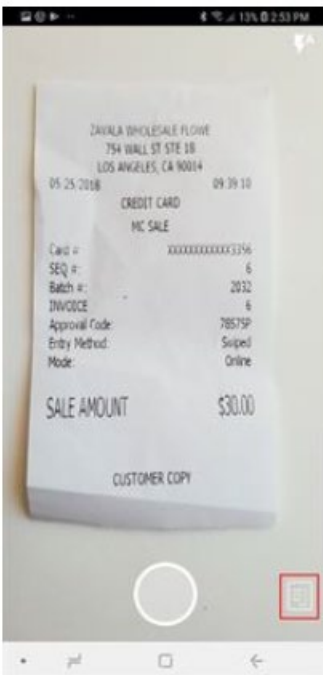 13% 2:53 PM
ZAVALA WHOLESALE FLOWE
754 WALL ST STE 1B
LOS ANGELES, CA 90014
05/25/2018 09:39:10
CREDIT CARD
MC SALE
Card #: XXXXXXXXXXXX3356
SEQ #: 6
Batch #: 2032
INVOICE 6
Approval Code: 78575P
Entry Method: Swiped
Mode: Online
SALE AMOUNT $30.00
CUSTOMER COPY